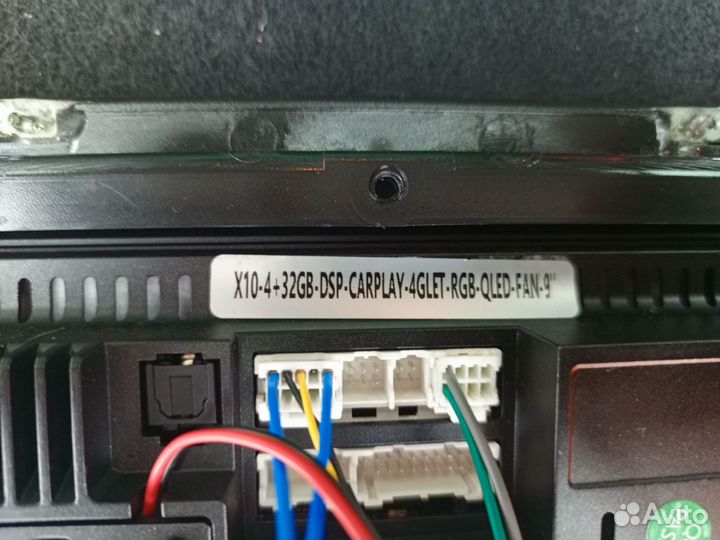 X10-4+32GB-DSP-CARPLAY-4GLET-RGB-QLED-FAN-9"
Avito